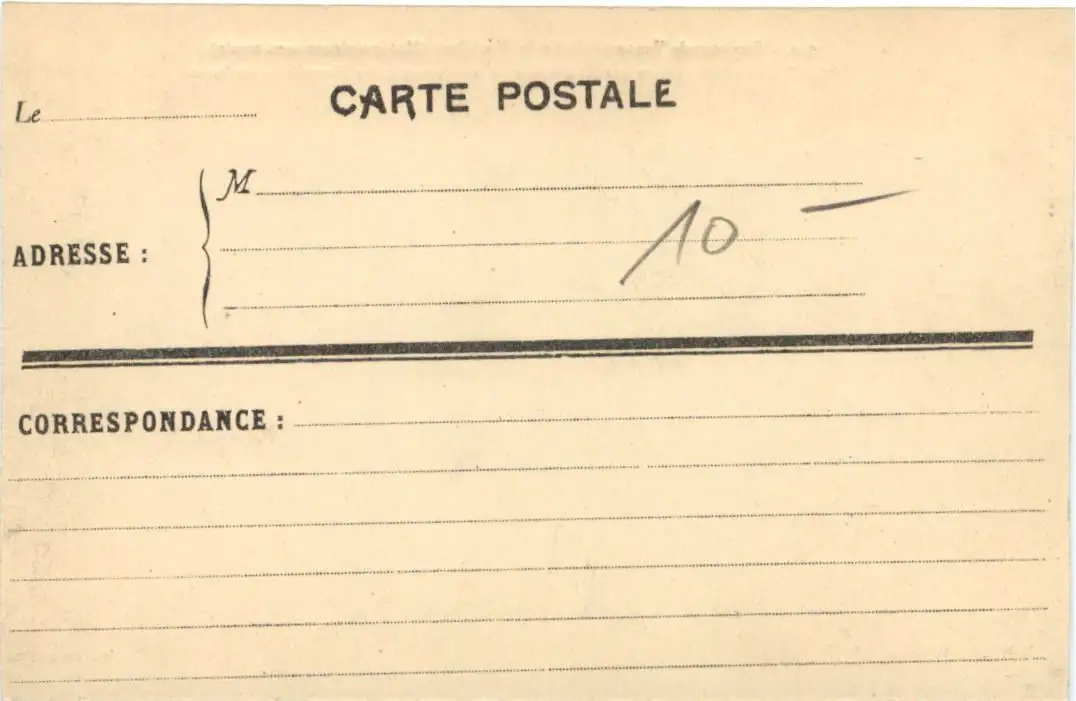 CARTE POSTALE
Le
M
ADRESSE :
10 —
CORRESPONDANCE :